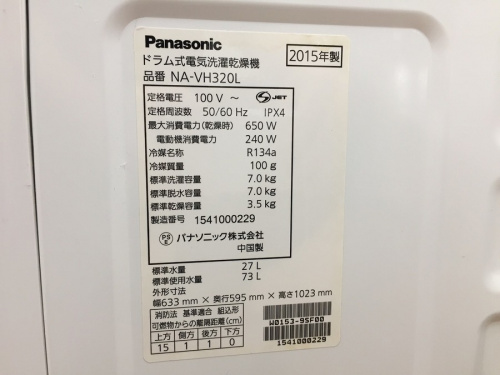 Panasonic
2015年製
ドラム式電気洗濯乾燥機
品番 NA-VH320L
定格電圧 100 V ~ S JET
定格周波数 50/60 Hz IPX4
最大消費電力(乾燥時) 650 W
電動機消費電力 240 W
冷媒名称 R134a
冷媒質量 100 g
標準洗濯容量 7.0 kg
標準脱水容量 7.0 kg
標準乾燥容量 3.5 kg
製造番号 1541000229
PS E パナソニック株式会社
中国製
標準水量 27 L
標準使用水量 73 L
外形寸法
幅633 mm × 奥行595 mm × 高さ1023 mm
消防法 基準適合 組込形
可燃物からの離隔距離(cm)
上方 側方 後方 下方
15 1 1 0
W015J-9SF00
1541000229